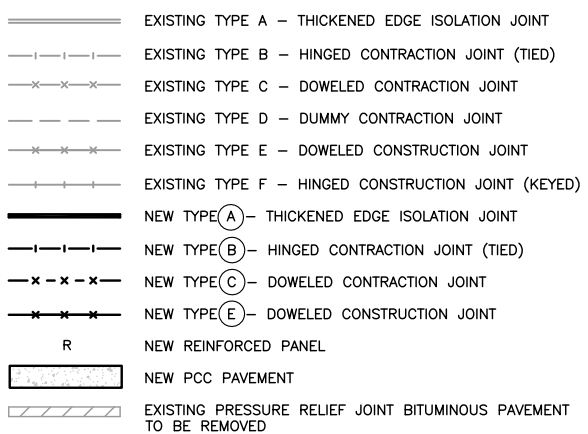 EXISTING TYPE A – THICKENED EDGE ISOLATION JOINT
EXISTING TYPE B – HINGED CONTRACTION JOINT (TIED)
EXISTING TYPE C – DOWELED CONTRACTION JOINT
EXISTING TYPE D – DUMMY CONTRACTION JOINT
EXISTING TYPE E – DOWELED CONSTRUCTION JOINT
EXISTING TYPE F – HINGED CONSTRUCTION JOINT (KEYED)
NEW TYPE A – THICKENED EDGE ISOLATION JOINT
NEW TYPE B – HINGED CONTRACTION JOINT (TIED)
NEW TYPE C – DOWELED CONTRACTION JOINT
NEW TYPE E – DOWELED CONSTRUCTION JOINT
R NEW REINFORCED PANEL
NEW PCC PAVEMENT
EXISTING PRESSURE RELIEF JOINT BITUMINOUS PAVEMENT
TO BE REMOVED